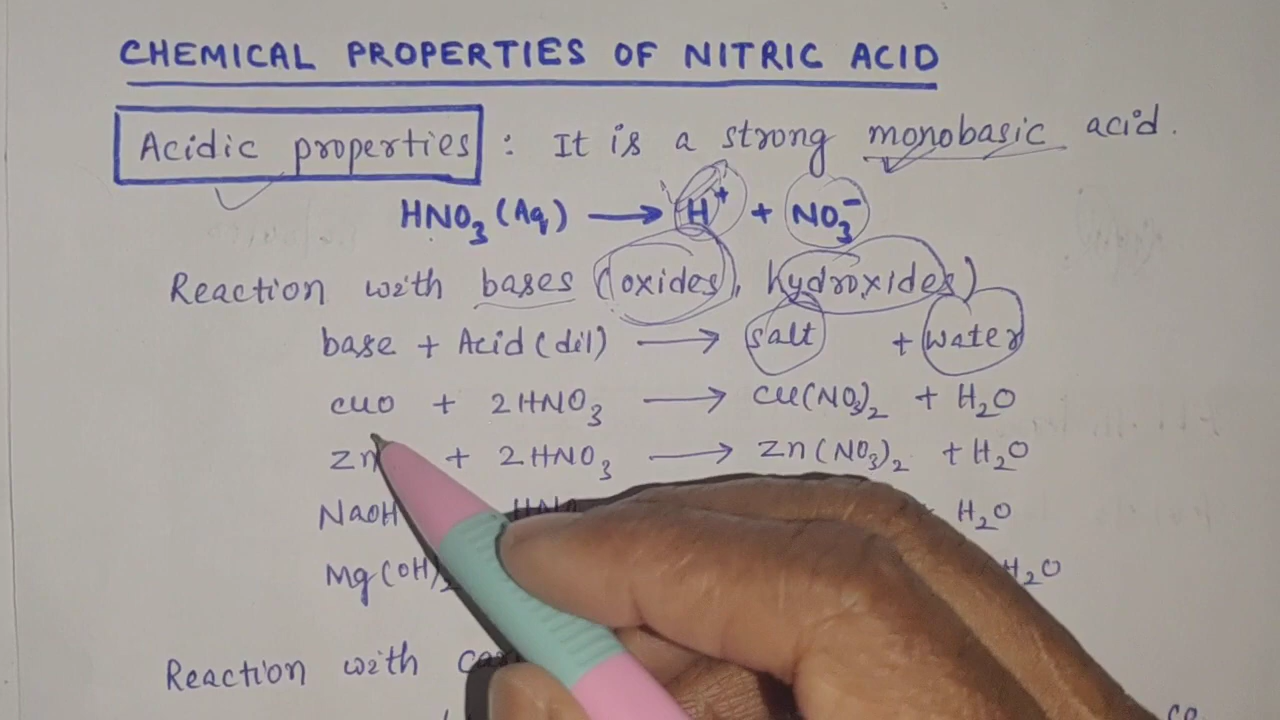 CHEMICAL PROPERTIES OF NITRIC ACID
Acidic properties : It is a strong monobasic acid.
HNO₃ (Aq) ⟶ H⁺ + NO₃⁻
Reaction with bases (oxides, hydroxides)
base + Acid (dil) ⟶ salt + water
CuO + 2HNO₃ ⟶ Cu(NO₃)₂ + H₂O
Zn + 2HNO₃ ⟶ Zn(NO₃)₂ + H₂O
NaOH H₂O
Mg(OH)₂ H₂O
Reaction with